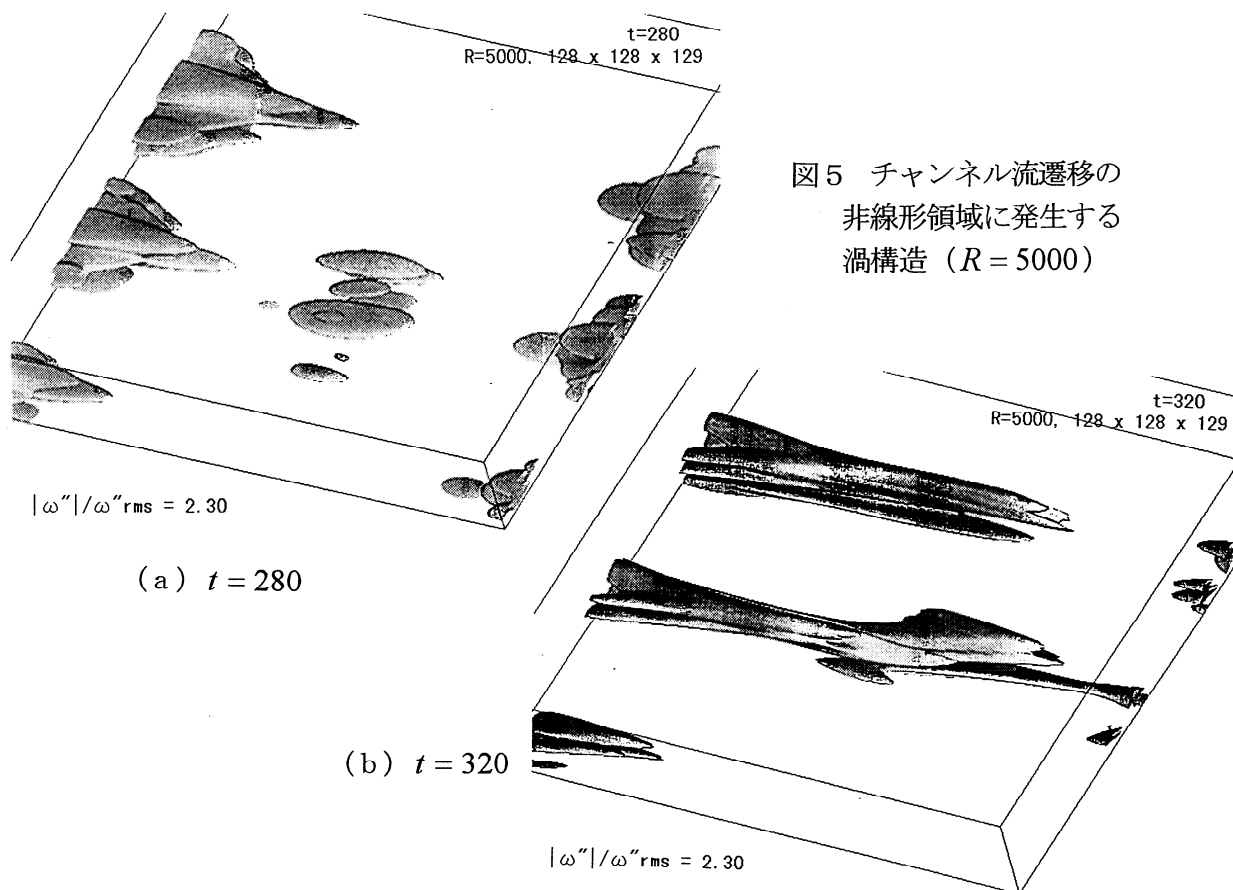 t=280
R=5000, 128 x 128 x 129
図5 チャンネル流遷移の
非線形領域に発生する
渦構造（R = 5000）
|ω"|/ω"rms = 2.30
(a) t = 280
t=320
R=5000, 128 x 128 x 129
(b) t = 320
|ω"|/ω"rms = 2.30